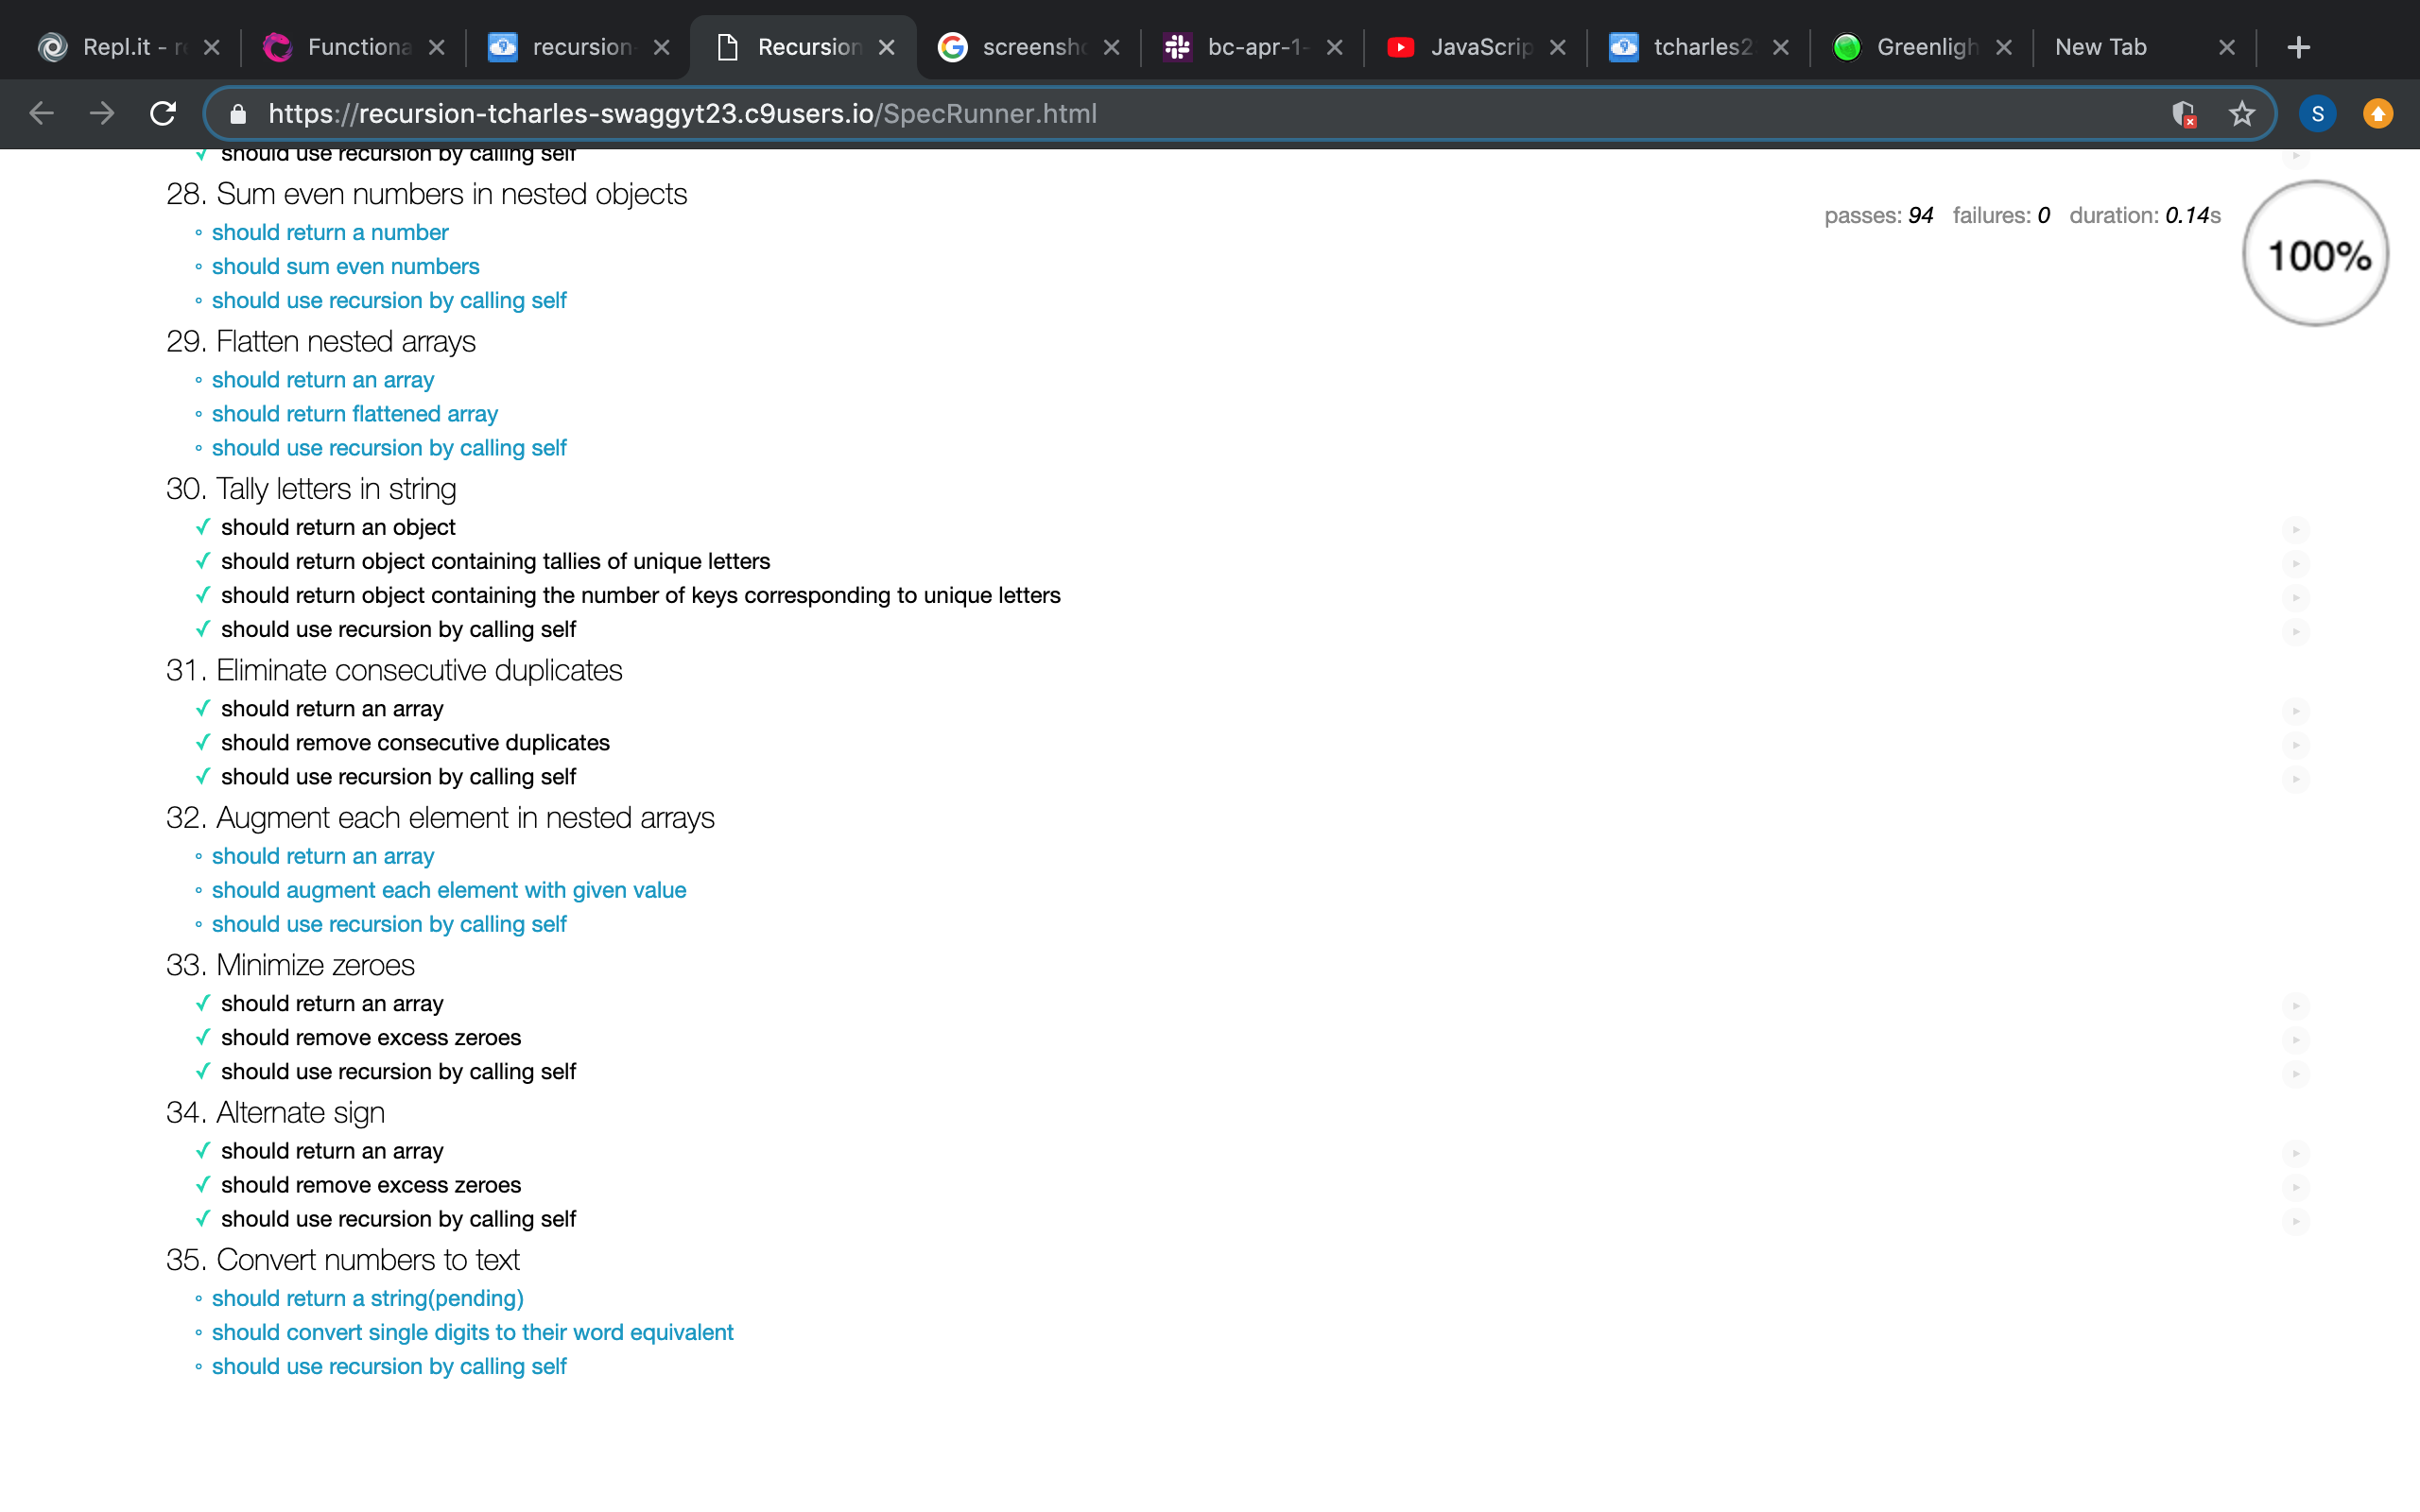 Repl.it - re
Functiona
recursion-
Recursion
screensho
bc-apr-1-
JavaScrip
tcharles2
Greenligh
New Tab
https://recursion-tcharles-swaggyt23.c9users.io/SpecRunner.html
S
✓ should use recursion by calling self
28. Sum even numbers in nested objects
passes: 94 failures: 0 duration: 0.14s
100%
should return a number
should sum even numbers
should use recursion by calling self
29. Flatten nested arrays
should return an array
should return flattened array
should use recursion by calling self
30. Tally letters in string
✓ should return an object
✓ should return object containing tallies of unique letters
✓ should return object containing the number of keys corresponding to unique letters
✓ should use recursion by calling self
31. Eliminate consecutive duplicates
✓ should return an array
✓ should remove consecutive duplicates
✓ should use recursion by calling self
32. Augment each element in nested arrays
should return an array
should augment each element with given value
should use recursion by calling self
33. Minimize zeroes
✓ should return an array
✓ should remove excess zeroes
✓ should use recursion by calling self
34. Alternate sign
✓ should return an array
✓ should remove excess zeroes
✓ should use recursion by calling self
35. Convert numbers to text
should return a string(pending)
should convert single digits to their word equivalent
should use recursion by calling self